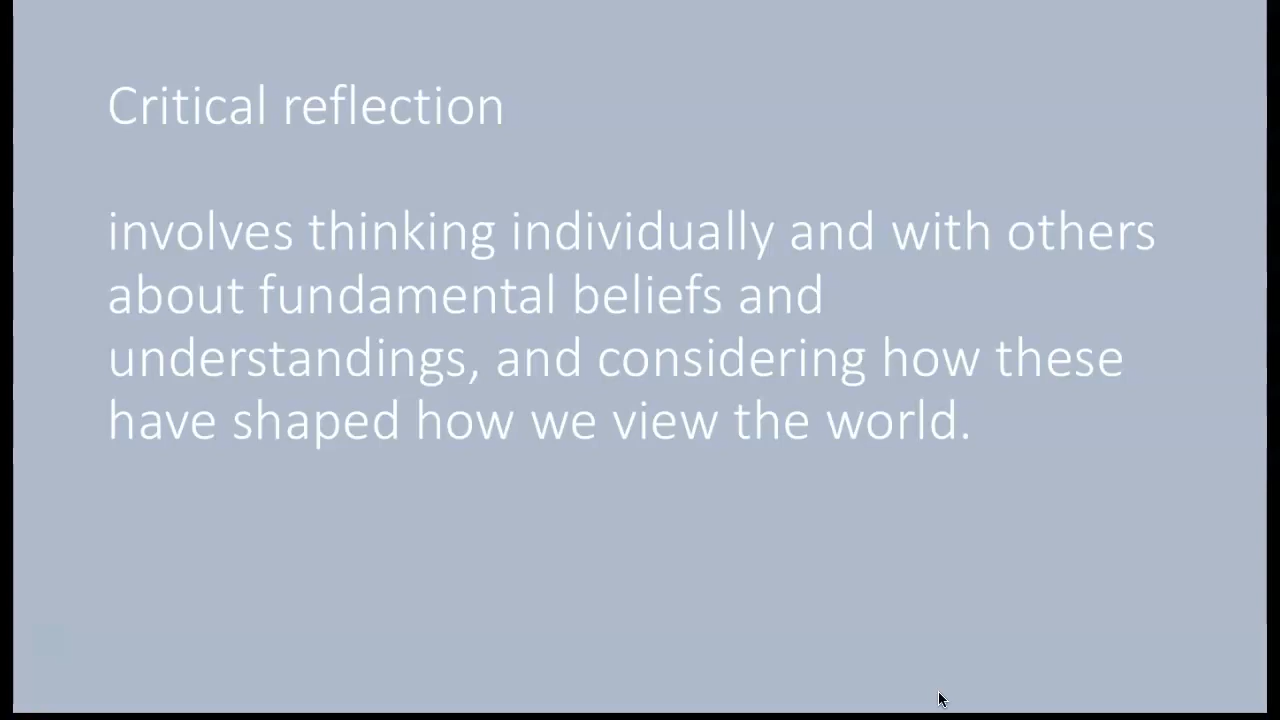 Critical reflection
involves thinking individually and with others
about fundamental beliefs and
understandings, and considering how these
have shaped how we view the world.